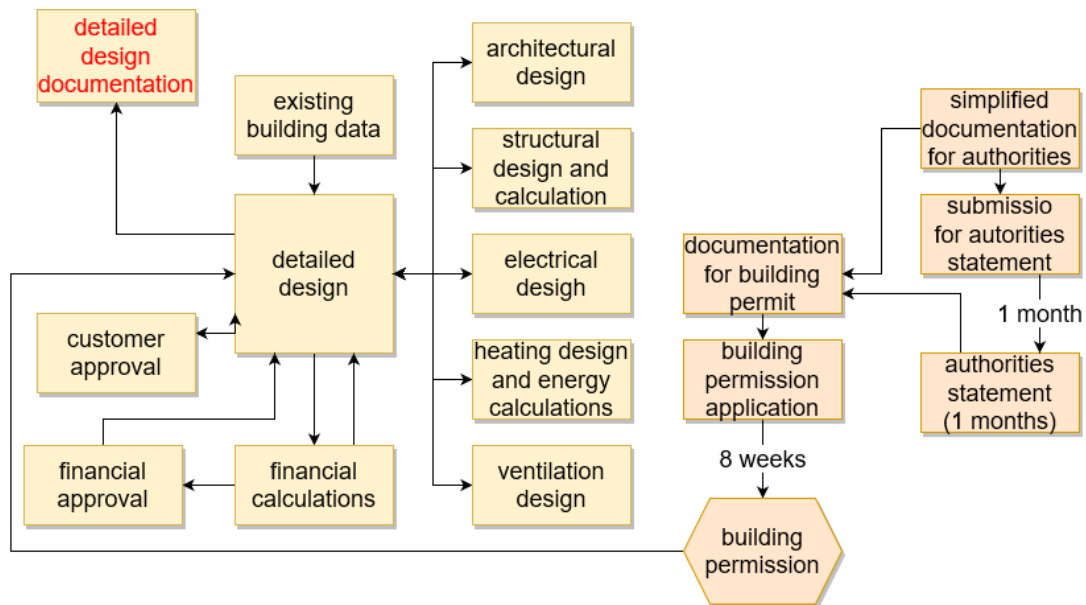 detailed
design
documentation
existing
building data
detailed
design
customer
approval
financial
approval
financial
calculations
architectural
design
structural
design and
calculation
electrical
desigh
heating design
and energy
calculations
ventilation
design
simplified
documentation
for authorities
submissio
for autorities
statement
1 month
authorities
statement
(1 months)
documentation
for building
permit
building
permission
application
8 weeks
building
permission